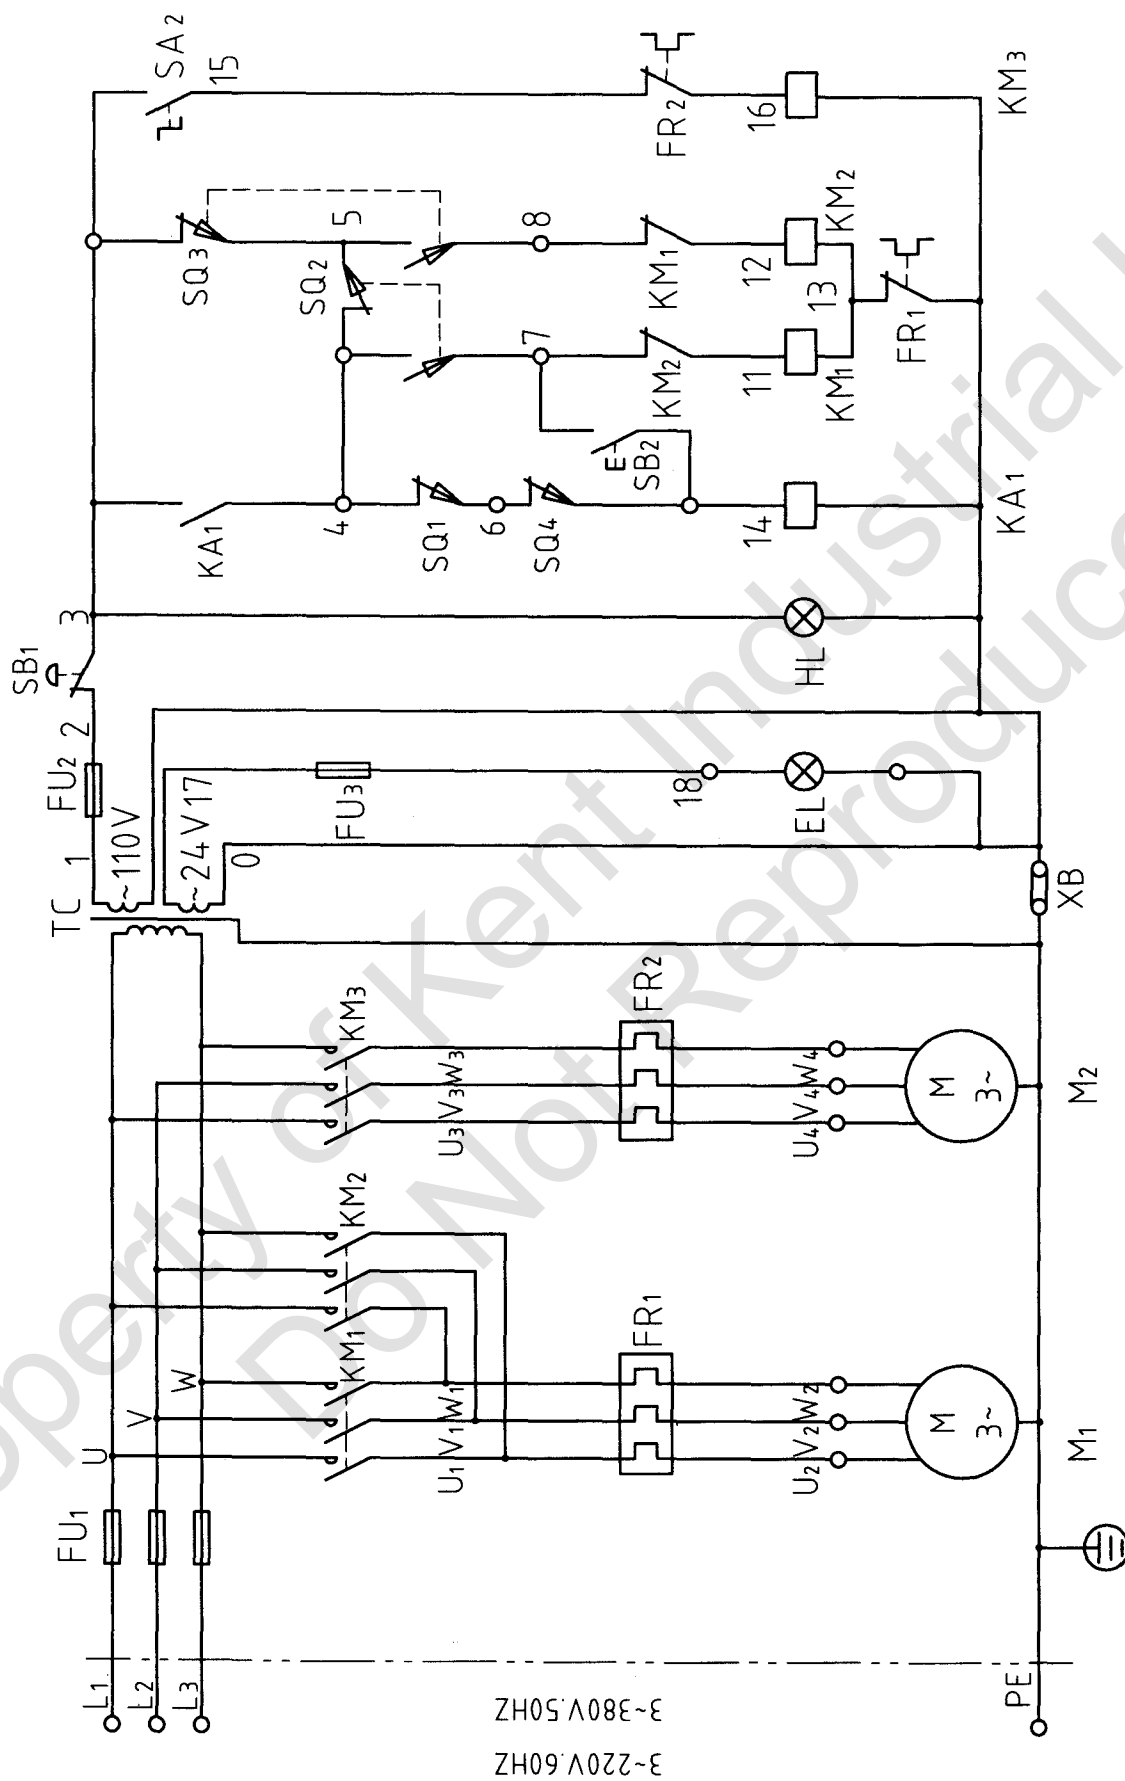 3~220V.60HZ
3~380V.50HZ
L1
L2
L3
PE
FU1
U
V
W
KM1
KM2
KM3
U1 V1 W1
U3 V3 W3
FR1
FR2
U2 V2 W2
U4 V4 W4
M
3~
M
3~
M1
M2
TC
1
~110V
~24V
17
0
FU2
2
SB1
3
FU3
18
EL
XB
HL
KA1
4
SQ1
6
SQ4
SB2
14
KA1
SQ3
SQ2
5
7
8
KM2
KM1
11
12
KM1
KM2
13
FR1
SA2
15
FR2
16
KM3
Property of Kent Industrial
Do Not Reproduce